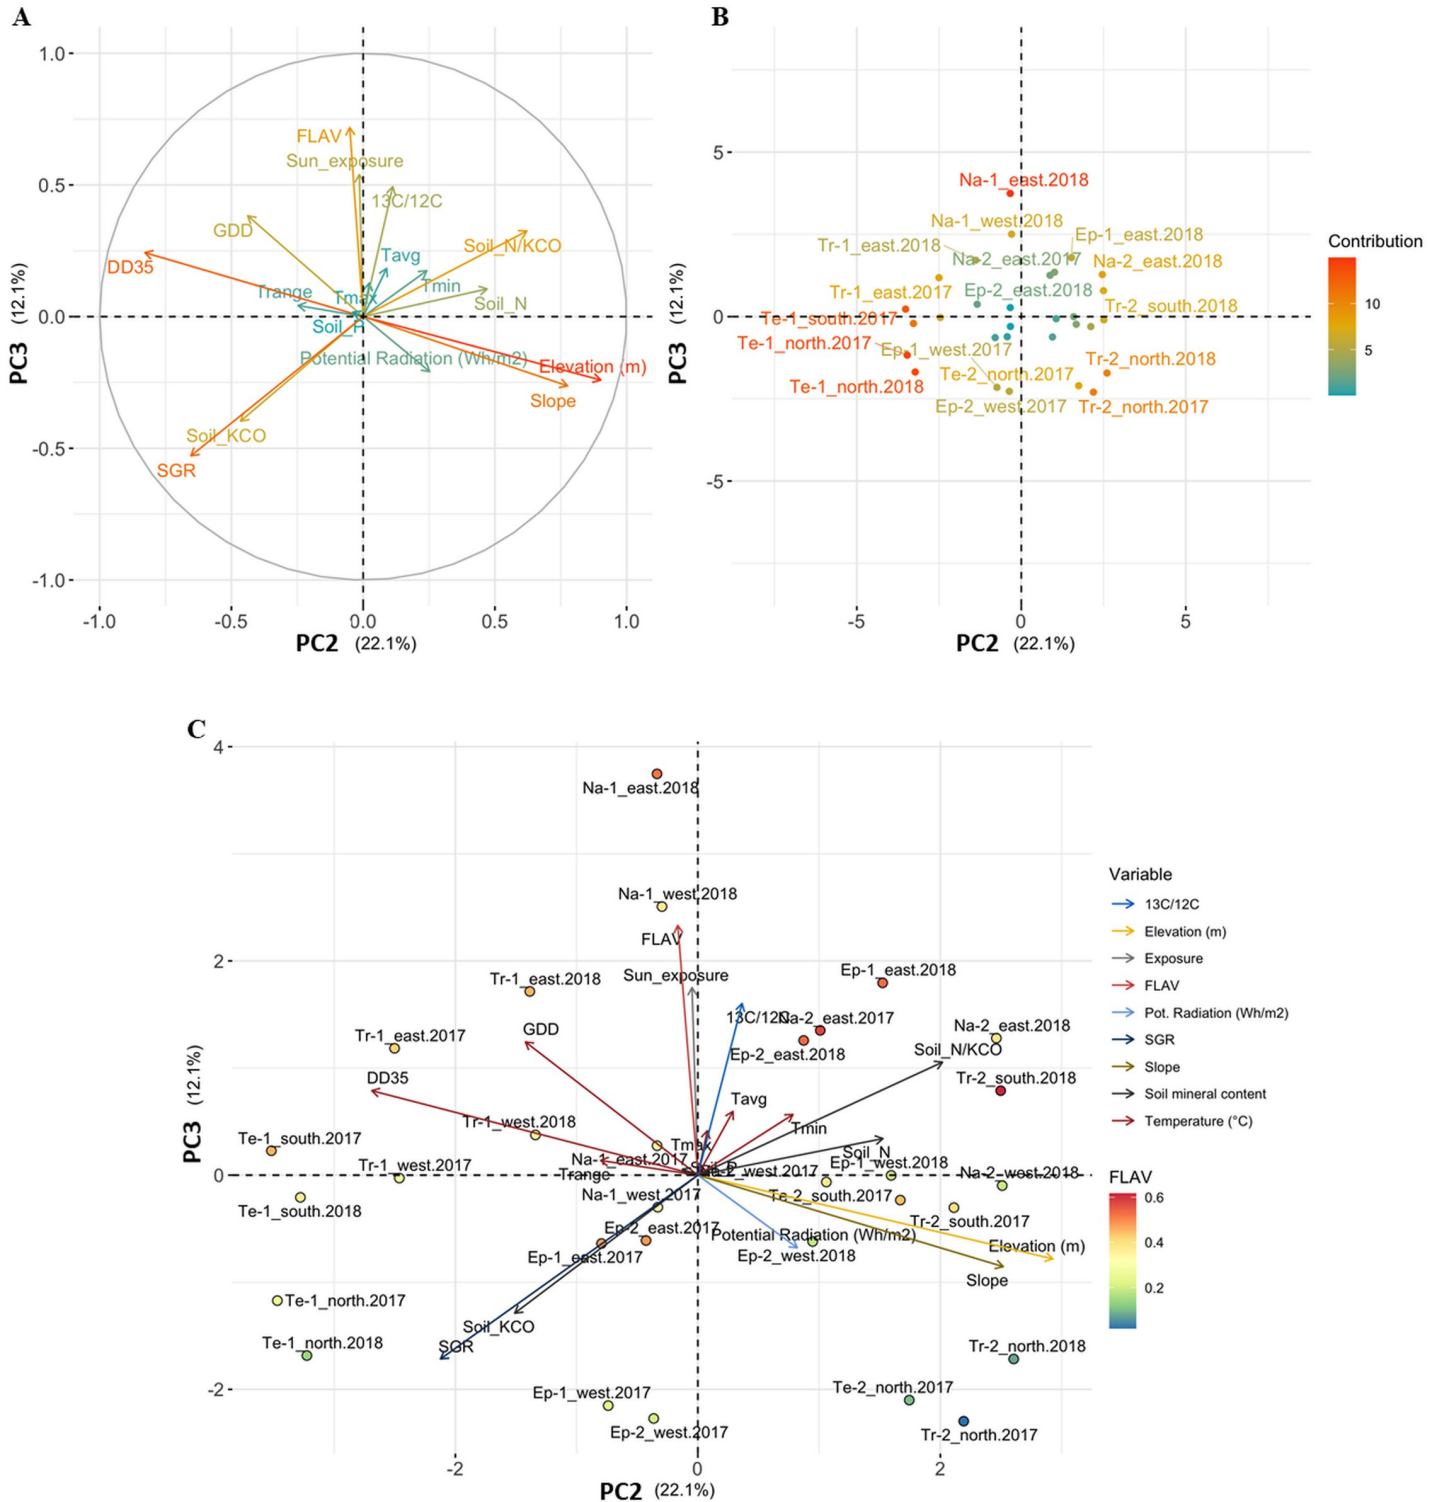 A
1.0
0.5
0.0
-0.5
-1.0
PC3 (12.1%)
FLAV
Sun_exposure
13C/12C
GDD
Soil_N/KCO
DD35
Tavg
Tmin
Trange
Tmax
Soil_N
Soil_P
Potential Radiation (Wh/m2)
Elevation (m)
Slope
Soil_KCO
SGR
-1.0 -0.5 0.0 0.5 1.0
PC2 (22.1%)
B
5
0
-5
PC3 (12.1%)
Na-1_east.2018
Na-1_west.2018
Ep-1_east.2018
Tr-1_east.2018
Na-2_east.2017
Na-2_east.2018
Tr-1_east.2017
Ep-2_east.2018
Tr-2_south.2018
Te-1_south.2017
Te-1_north.2017
Ep-1_west.2017
Tr-2_north.2018
Te-2_north.2017
Te-1_north.2018
Ep-2_west.2017
Tr-2_north.2017
-5 0 5
PC2 (22.1%)
Contribution
10
5
C
4
2
0
-2
PC3 (12.1%)
Na-1_east.2018
Na-1_west.2018
FLAV
Sun_exposure
Tr-1_east.2018
Ep-1_east.2018
13C/12C
Na-2_east.2017
Na-2_east.2018
GDD
Tr-1_east.2017
Ep-2_east.2018
Soil_N/KCO
DD35
Tr-2_south.2018
Tavg
Tr-1_west.2018
Tmin
Te-1_south.2017
Tmax
Soil_N
Na-1_east.2017
Ep-1_west.2018
Tr-1_west.2017
Soil_P
Na-2_west.2017
Na-2_west.2018
Trange
Na-1_west.2017
Te-2_south.2017
Te-1_south.2018
Tr-2_south.2017
Ep-2_east.2017
Potential Radiation (Wh/m2)
Elevation (m)
Ep-1_east.2017
Ep-2_west.2018
Slope
Te-1_north.2017
Soil_KCO
Te-1_north.2018
SGR
Tr-2_north.2018
Ep-1_west.2017
Te-2_north.2017
Ep-2_west.2017
Tr-2_north.2017
-2 0 2
PC2 (22.1%)
Variable
13C/12C
Elevation (m)
Exposure
FLAV
Pot. Radiation (Wh/m2)
SGR
Slope
Soil mineral content
Temperature (°C)
FLAV
0.6
0.4
0.2